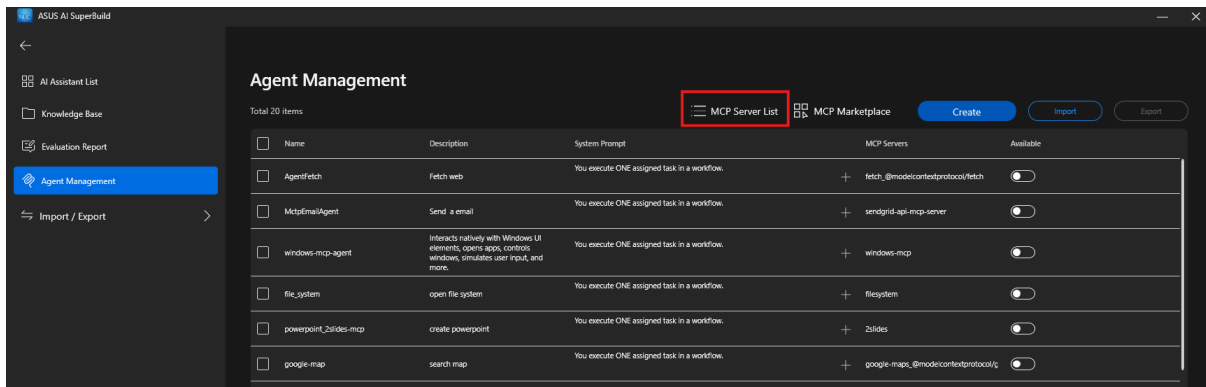 ASUS AI SuperBuild
AI Assistant List
Knowledge Base
Evaluation Report
Agent Management
Import / Export
Agent Management
Total 20 items
MCP Server List
MCP Marketplace
Create
Import
Export
Name Description System Prompt MCP Servers Available
AgentFetch Fetch web You execute ONE assigned task in a workflow. + fetch_@modelcontextprotocol/fetch
MctpEmailAgent Send a email You execute ONE assigned task in a workflow. + sendgrid-api-mcp-server
windows-mcp-agent Interacts natively with Windows UI
elements, opens apps, controls
windows, simulates user input, and
more. You execute ONE assigned task in a workflow. + windows-mcp
file_system open file system You execute ONE assigned task in a workflow. + filesystem
powerpoint_2slides-mcp create powerpoint You execute ONE assigned task in a workflow. + 2slides
google-map search map You execute ONE assigned task in a workflow. + google-maps_@modelcontextprotocol/g